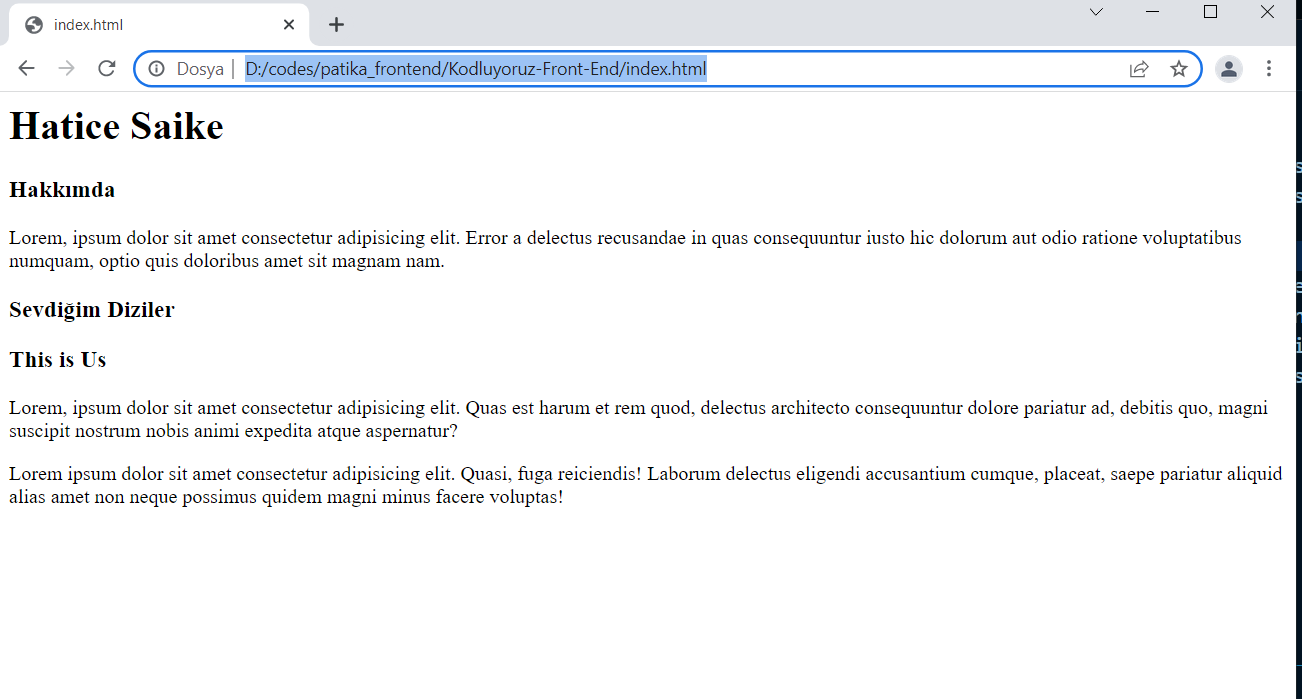 index.html
Dosya | D:/codes/patika_frontend/Kodluyoruz-Front-End/index.html
Hatice Saike
Hakkımda
Lorem, ipsum dolor sit amet consectetur adipisicing elit. Error a delectus recusandae in quas consequuntur iusto hic dolorum aut odio ratione voluptatibus
numquam, optio quis doloribus amet sit magnam nam.
Sevdiğim Diziler
This is Us
Lorem, ipsum dolor sit amet consectetur adipisicing elit. Quas est harum et rem quod, delectus architecto consequuntur dolore pariatur ad, debitis quo, magni
suscipit nostrum nobis animi expedita atque aspernatur?
Lorem ipsum dolor sit amet consectetur adipisicing elit. Quasi, fuga reiciendis! Laborum delectus eligendi accusantium cumque, placeat, saepe pariatur aliquid
alias amet non neque possimus quidem magni minus facere voluptas!